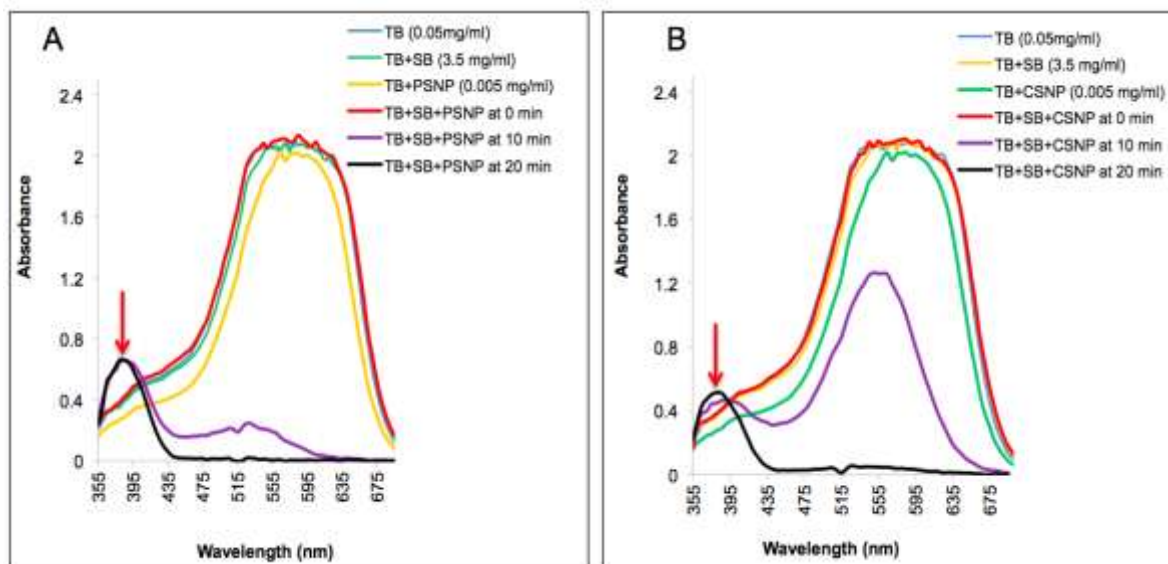 A
TB (0.05mg/ml)
TB+SB (3.5 mg/ml)
TB+PSNP (0.005 mg/ml)
TB+SB+PSNP at 0 min
TB+SB+PSNP at 10 min
TB+SB+PSNP at 20 min
2.4
2
1.6
1.2
0.8
0.4
0
Absorbance
355
395
435
475
515
555
595
635
675
Wavelength (nm)
B
TB (0.05mg/ml)
TB+SB (3.5 mg/ml)
TB+CSNP (0.005 mg/ml)
TB+SB+CSNP at 0 min
TB+SB+CSNP at 10 min
TB+SB+CSNP at 20 min
2.4
2
1.6
1.2
0.8
0.4
0
Absorbance
355
395
435
475
515
555
595
635
675
Wavelength (nm)